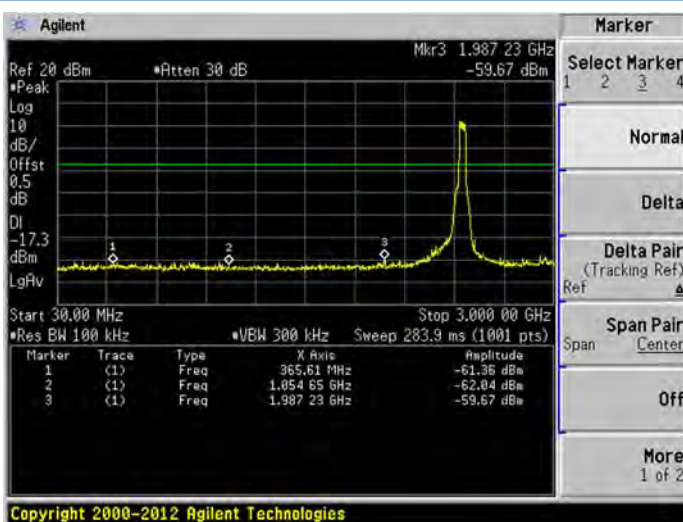 Agilent
Marker
Mkr3 1.987 23 GHz
Ref 20 dBm *Atten 30 dB -59.67 dBm
*Peak
Log
10
dB/
Offst
0.5
dB
DI
-17.3
dBm
LgAv
1 2 3
Start 30.00 MHz Stop 3.000 00 GHz
*Res BW 100 kHz *VBW 300 kHz Sweep 283.9 ms (1001 pts)
Marker Trace Type X Axis Amplitude
1 (1) Freq 365.61 MHz -61.36 dBm
2 (1) Freq 1.054 65 GHz -62.04 dBm
3 (1) Freq 1.987 23 GHz -59.67 dBm
Select Marker
1 2 3 4
Normal
Delta
Delta Pair
(Tracking Ref)
Ref Δ
Span Pair
Span Center
Off
More
1 of 2
Copyright 2000-2012 Agilent Technologies